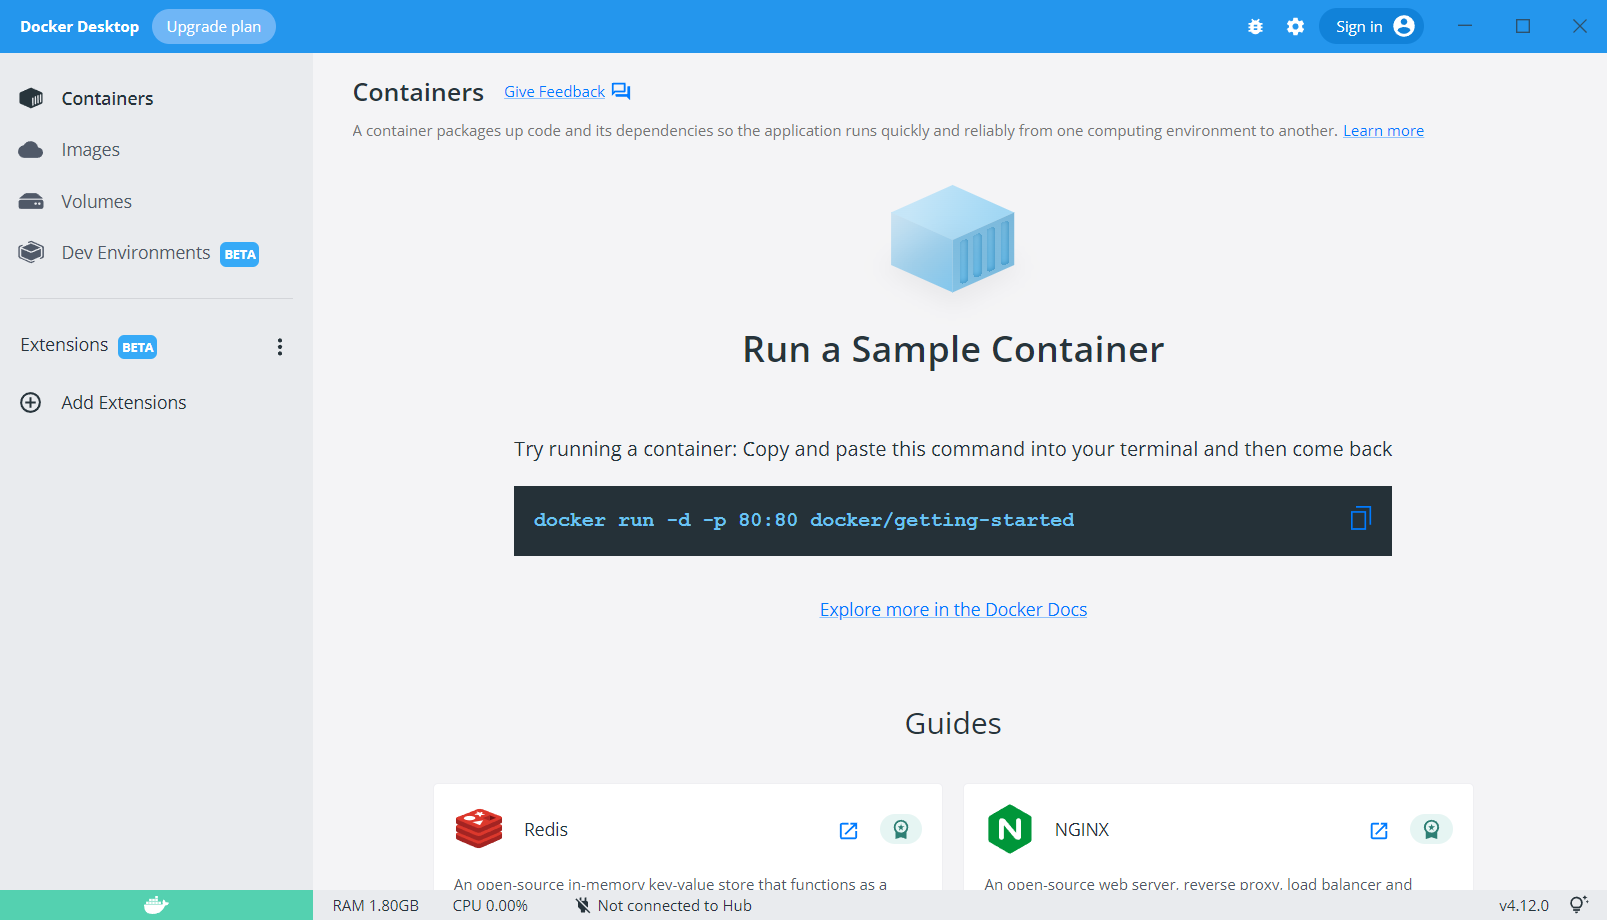 Docker Desktop
Upgrade plan
Sign in
Containers
Images
Volumes
Dev Environments BETA
Extensions BETA
Add Extensions
Containers
Give Feedback
A container packages up code and its dependencies so the application runs quickly and reliably from one computing environment to another. Learn more
Run a Sample Container
Try running a container: Copy and paste this command into your terminal and then come back
docker run -d -p 80:80 docker/getting-started
Explore more in the Docker Docs
Guides
Redis
An open-source in-memory key-value store that functions as a
NGINX
An open-source web server, reverse proxy, load balancer and
RAM 1.80GB
CPU 0.00%
Not connected to Hub
v4.12.0